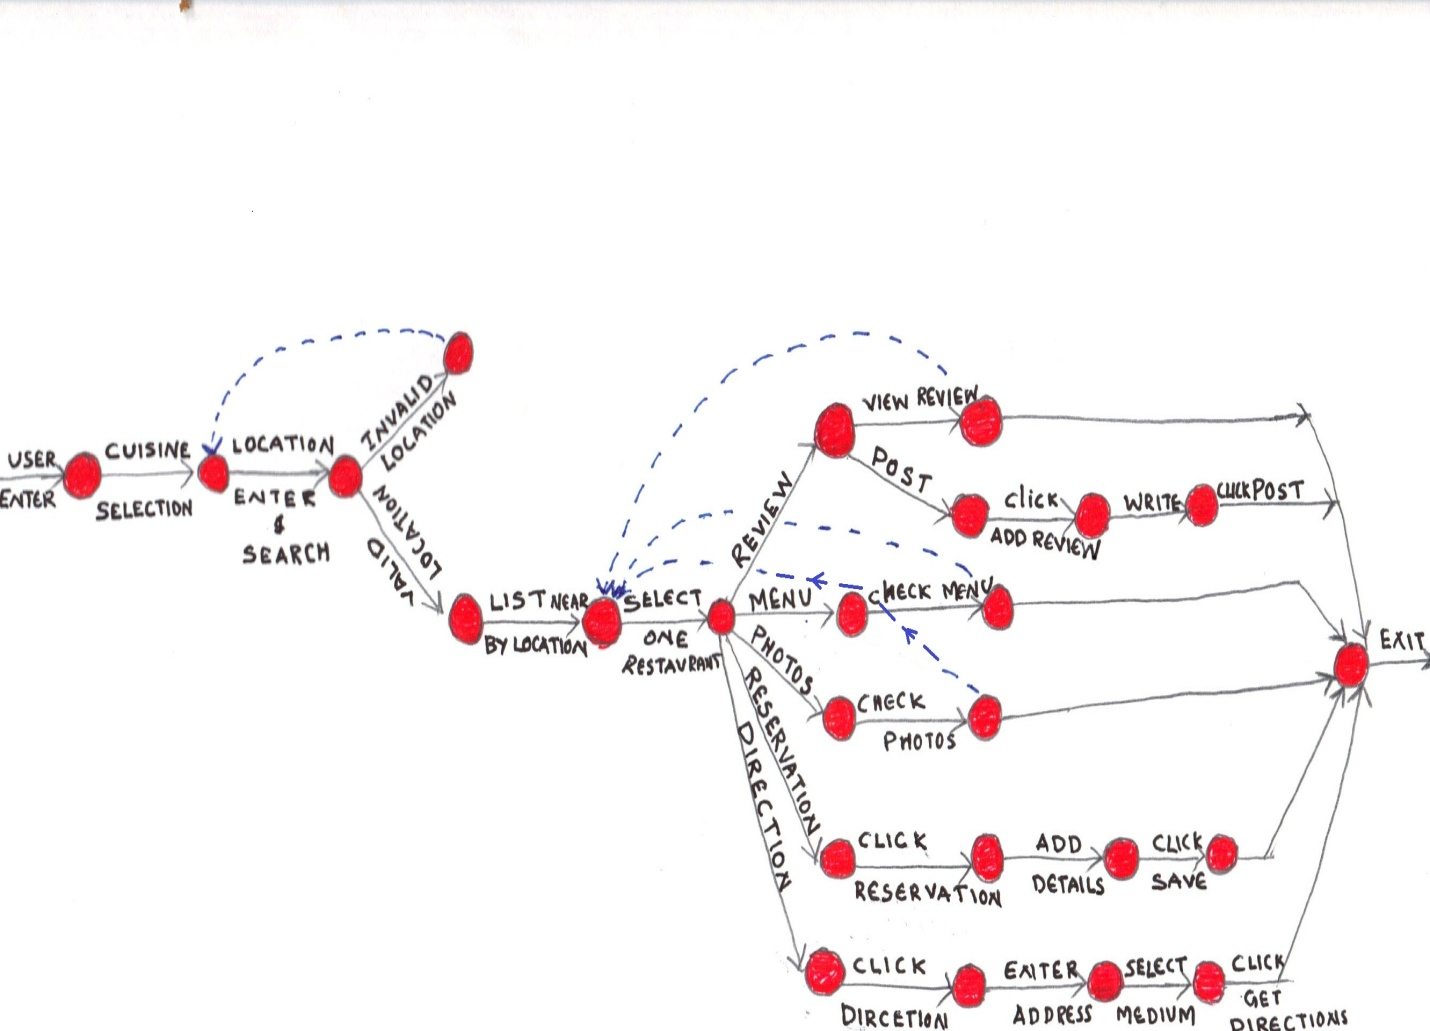 USER
ENTER
CUISINE
SELECTION
LOCATION
ENTER
&
SEARCH
INVALID
LOCATION
VALID
LOCATION
LIST NEAR
BY LOCATION
SELECT
ONE
RESTAURANT
REVIEW
VIEW REVIEW
POST
click
ADD REVIEW
WRITE
CLICK POST
MENU
CHECK MENU
PHOTOS
CHECK
PHOTOS
RESERVATION
CLICK
RESERVATION
ADD
DETAILS
CLICK
SAVE
DIRECTION
CLICK
DIRCETION
ENTER
ADDRESS
SELECT
MEDIUM
CLICK
GET
DIRECTIONS
EXIT